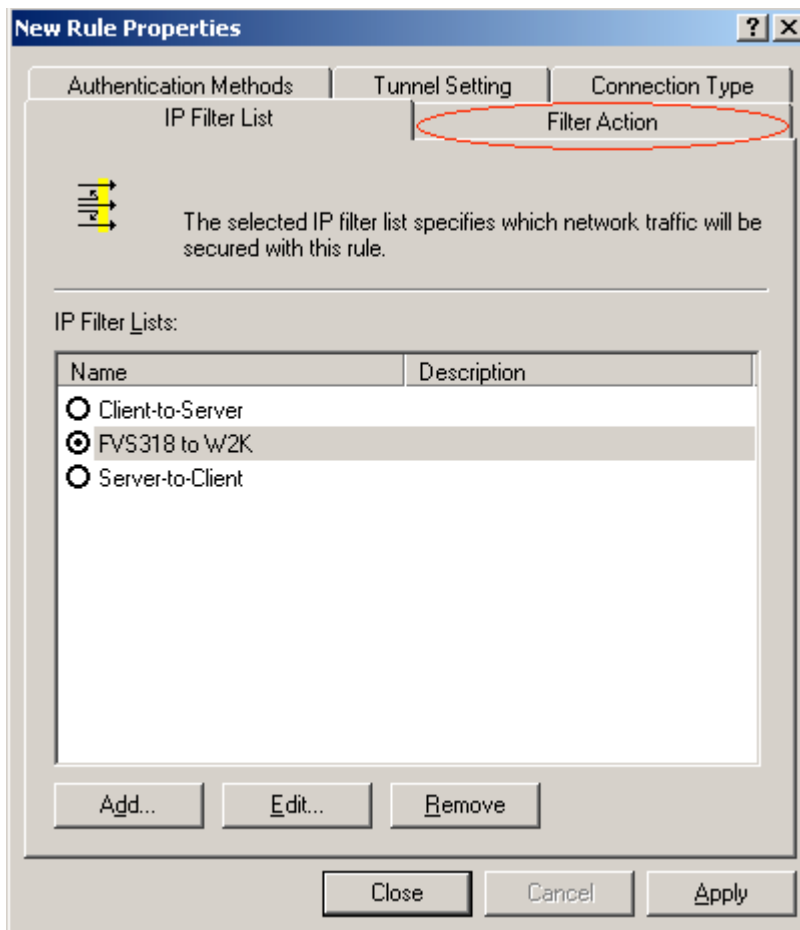 New Rule Properties
Authentication Methods
Tunnel Setting
Connection Type
IP Filter List
Filter Action
The selected IP filter list specifies which network traffic will be
secured with this rule.
IP Filter Lists:
Name
Description
Client-to-Server
FVS318 to W2K
Server-to-Client
Add...
Edit...
Remove
Close
Cancel
Apply